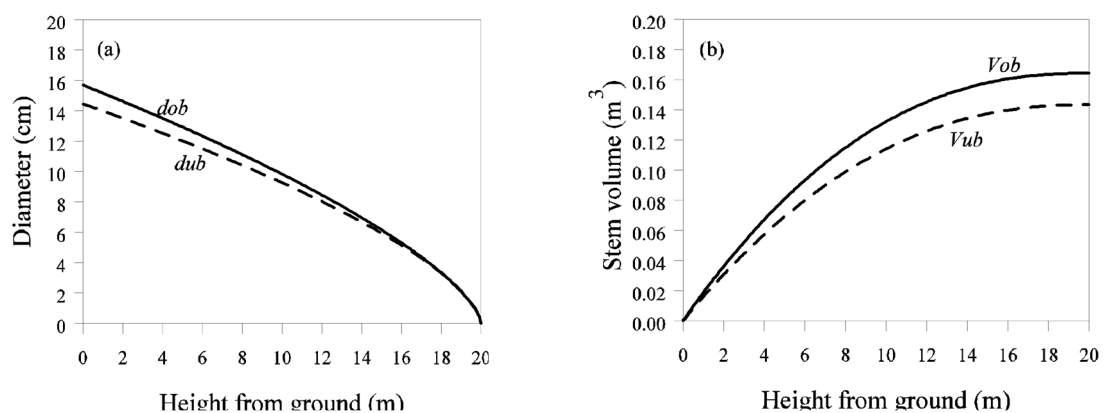 (a)
Diameter (cm)
20
18
16
14
12
10
8
6
4
2
0
dob
dub
0 2 4 6 8 10 12 14 16 18 20
Height from ground (m)
(b)
Stem volume (m³)
0.20
0.18
0.16
0.14
0.12
0.10
0.08
0.06
0.04
0.02
0.00
Vob
Vub
0 2 4 6 8 10 12 14 16 18 20
Height from ground (m)